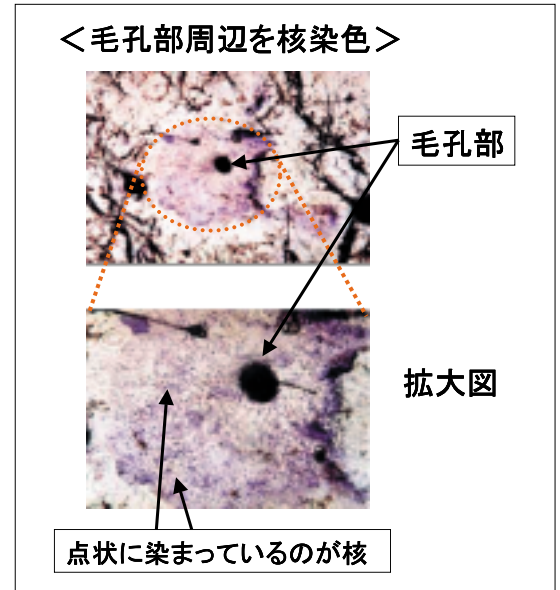 ＜毛孔部周辺を核染色＞
毛孔部
拡大図
点状に染まっているのが核